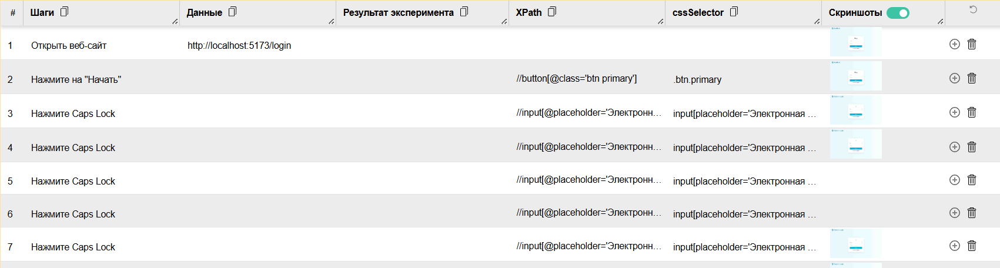 # Шаги Данные Результат эксперимента XPath cssSelector Скриншоты
1 Открыть веб-сайт http://localhost:5173/login
2 Нажмите на "Начать" //button[@class='btn primary'] .btn.primary
3 Нажмите Caps Lock //input[@placeholder='Электронн… input[placeholder='Электронная …
4 Нажмите Caps Lock //input[@placeholder='Электронн… input[placeholder='Электронная …
5 Нажмите Caps Lock //input[@placeholder='Электронн… input[placeholder='Электронная …
6 Нажмите Caps Lock //input[@placeholder='Электронн… input[placeholder='Электронная …
7 Нажмите Caps Lock //input[@placeholder='Электронн… input[placeholder='Электронная …